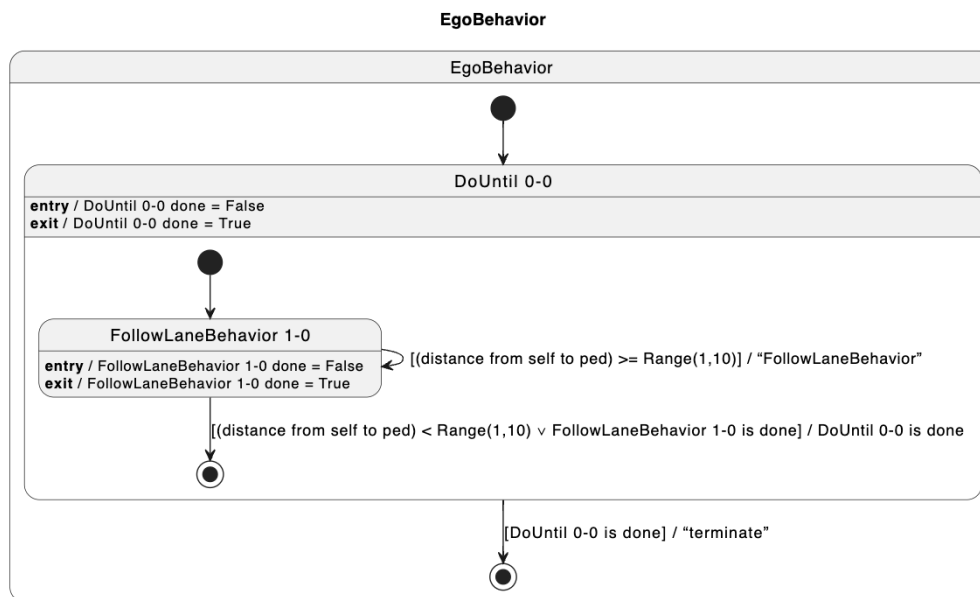 EgoBehavior
EgoBehavior
DoUntil 0-0
entry / DoUntil 0-0 done = False
exit / DoUntil 0-0 done = True
FollowLaneBehavior 1-0
entry / FollowLaneBehavior 1-0 done = False
exit / FollowLaneBehavior 1-0 done = True
[(distance from self to ped) >= Range(1,10)] / “FollowLaneBehavior”
[(distance from self to ped) < Range(1,10) ∨ FollowLaneBehavior 1-0 is done] / DoUntil 0-0 is done
[DoUntil 0-0 is done] / “terminate”